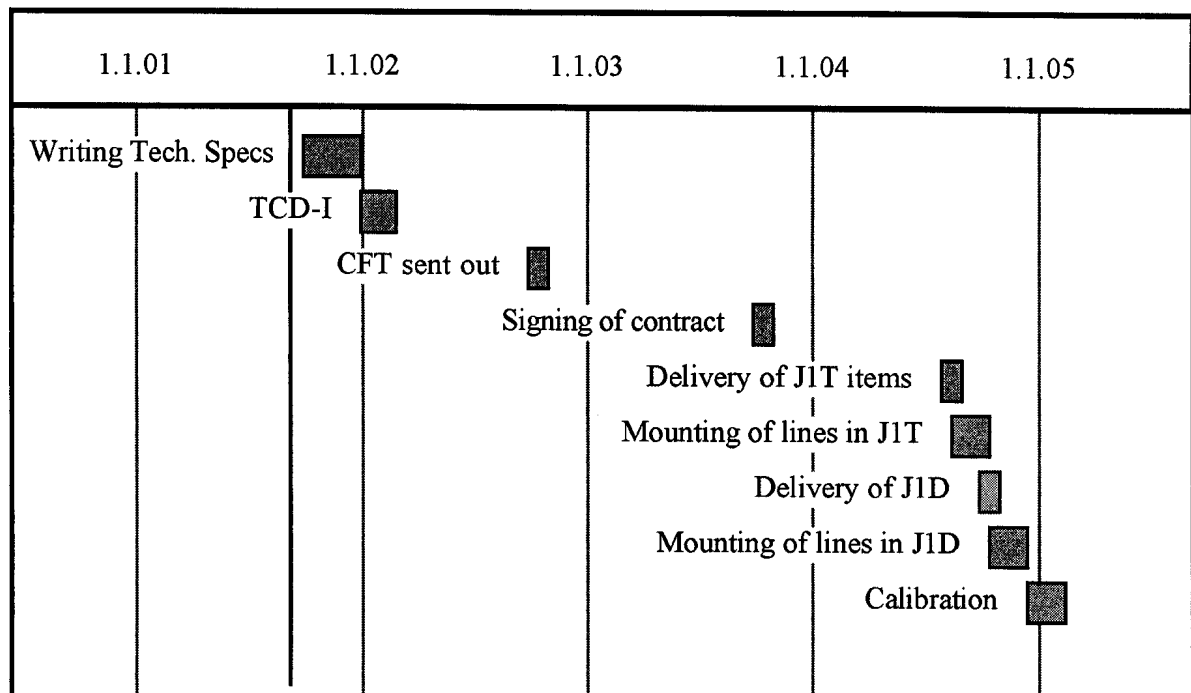 1.1.01 1.1.02 1.1.03 1.1.04 1.1.05
Writing Tech. Specs
TCD-I
CFT sent out
Signing of contract
Delivery of J1T items
Mounting of lines in J1T
Delivery of J1D
Mounting of lines in J1D
Calibration